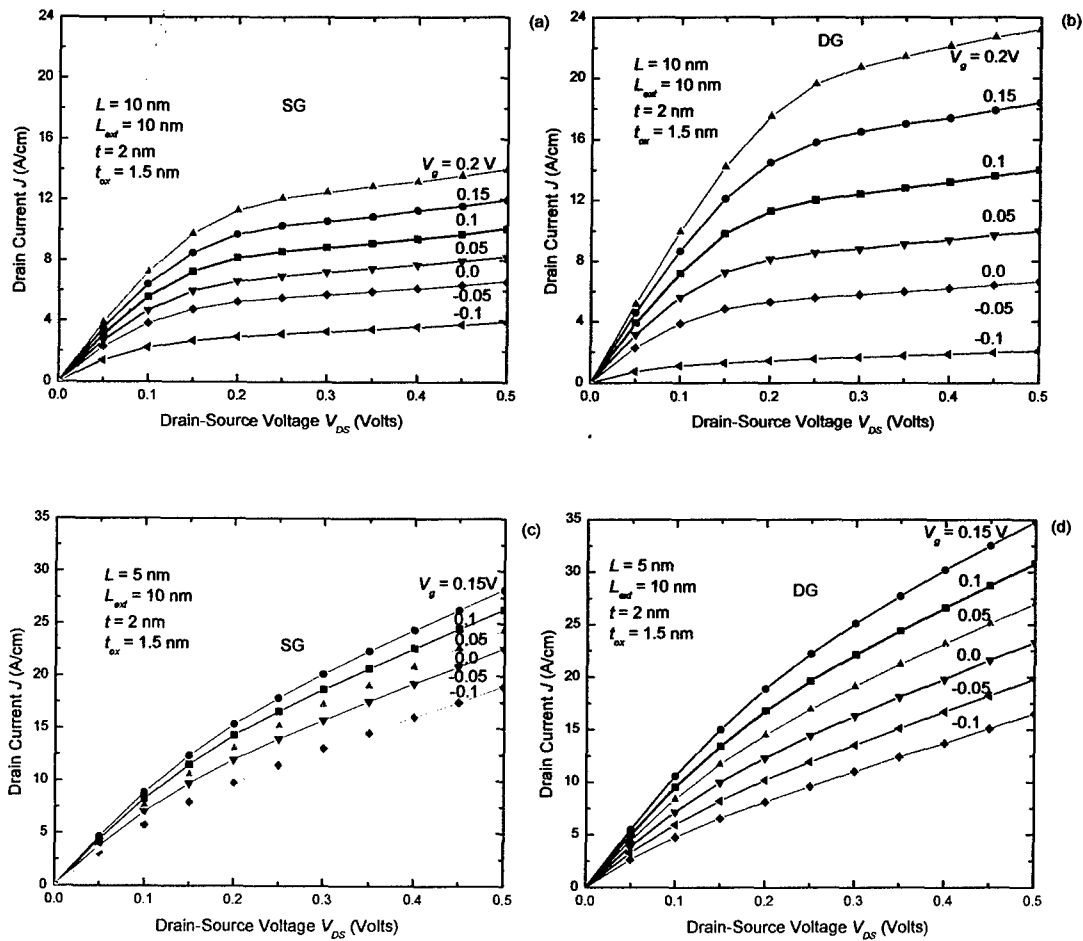 (a)
24
20
16
12
8
4
0
L = 10 nm
L_ext = 10 nm
t = 2 nm
t_ox = 1.5 nm
SG
V_g = 0.2 V
0.15
0.1
0.05
0.0
-0.05
-0.1
0.0 0.1 0.2 0.3 0.4 0.5
Drain Current J (A/cm)
Drain-Source Voltage V_DS (Volts)
(b)
24
20
16
12
8
4
0
L = 10 nm
L_ext = 10 nm
t = 2 nm
t_ox = 1.5 nm
DG
V_g = 0.2V
0.15
0.1
0.05
0.0
-0.05
-0.1
0.0 0.1 0.2 0.3 0.4 0.5
Drain Current J (A/cm)
Drain-Source Voltage V_DS (Volts)
(c)
35
30
25
20
15
10
5
0
L = 5 nm
L_ext = 10 nm
t = 2 nm
t_ox = 1.5 nm
SG
V_g = 0.15V
0.1
0.05
0.0
-0.05
-0.1
0.0 0.1 0.2 0.3 0.4 0.5
Drain Current J (A/cm)
Drain-Source Voltage V_DS (Volts)
(d)
35
30
25
20
15
10
5
0
L = 5 nm
L_ext = 10 nm
t = 2 nm
t_ox = 1.5 nm
DG
V_g = 0.15 V
0.1
0.05
0.0
-0.05
-0.1
0.0 0.1 0.2 0.3 0.4 0.5
Drain Current J (A/cm)
Drain-Source Voltage V_DS (Volts)